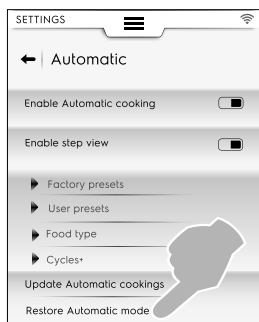 SETTINGS
Automatic
Enable Automatic cooking
Enable step view
Factory presets
User presets
Food type
Cycles+
Update Automatic cookings
Restore Automatic mode